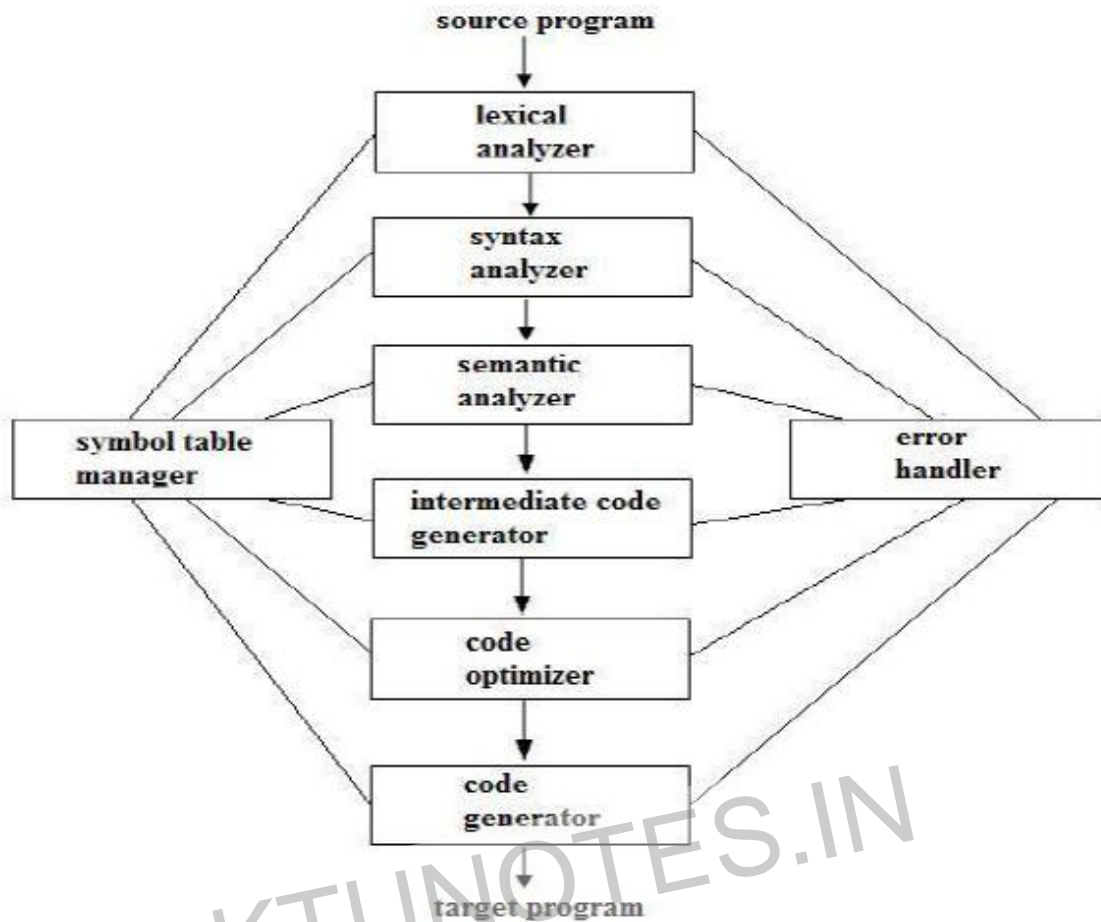 source program
lexical
analyzer
syntax
analyzer
semantic
analyzer
symbol table
manager
error
handler
intermediate code
generator
code
optimizer
code
generator
target program
KTUNOTES.IN